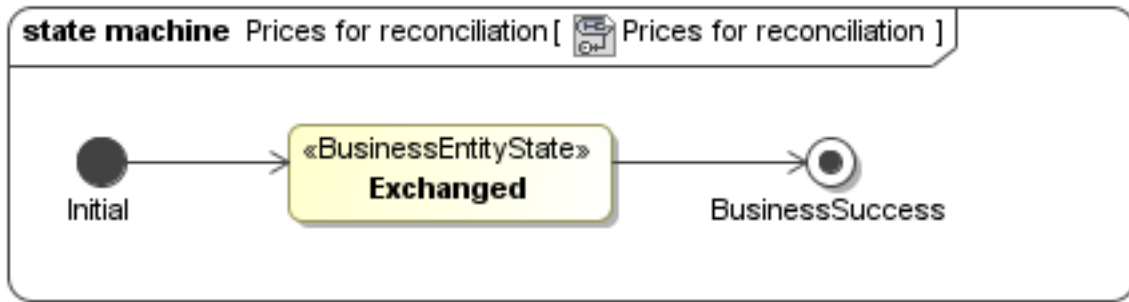 state machine Prices for reconciliation [ Prices for reconciliation ]
«BusinessEntityState»
Exchanged
Initial
BusinessSuccess